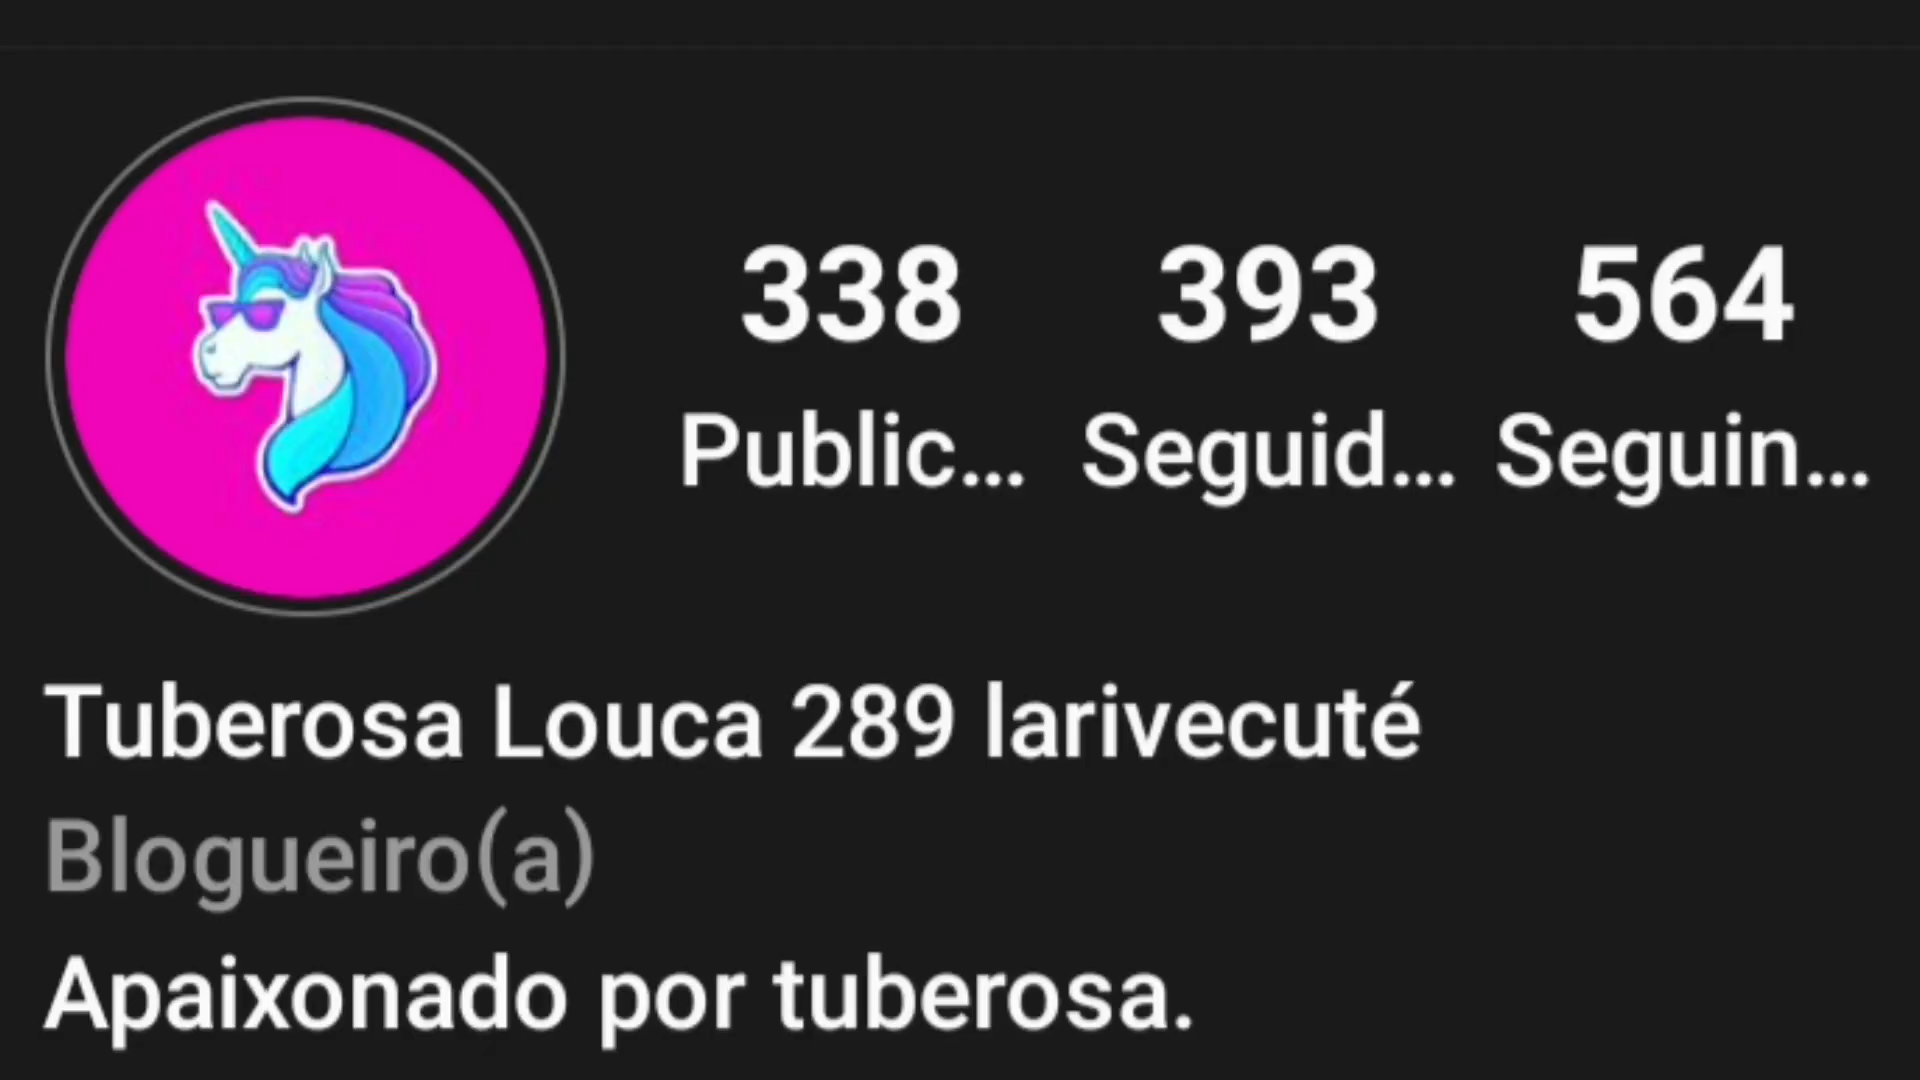 338 393 564
Public... Seguid... Seguin...
Tuberosa Louca 289 larivecuté
Blogueiro(a)
Apaixonado por tuberosa.